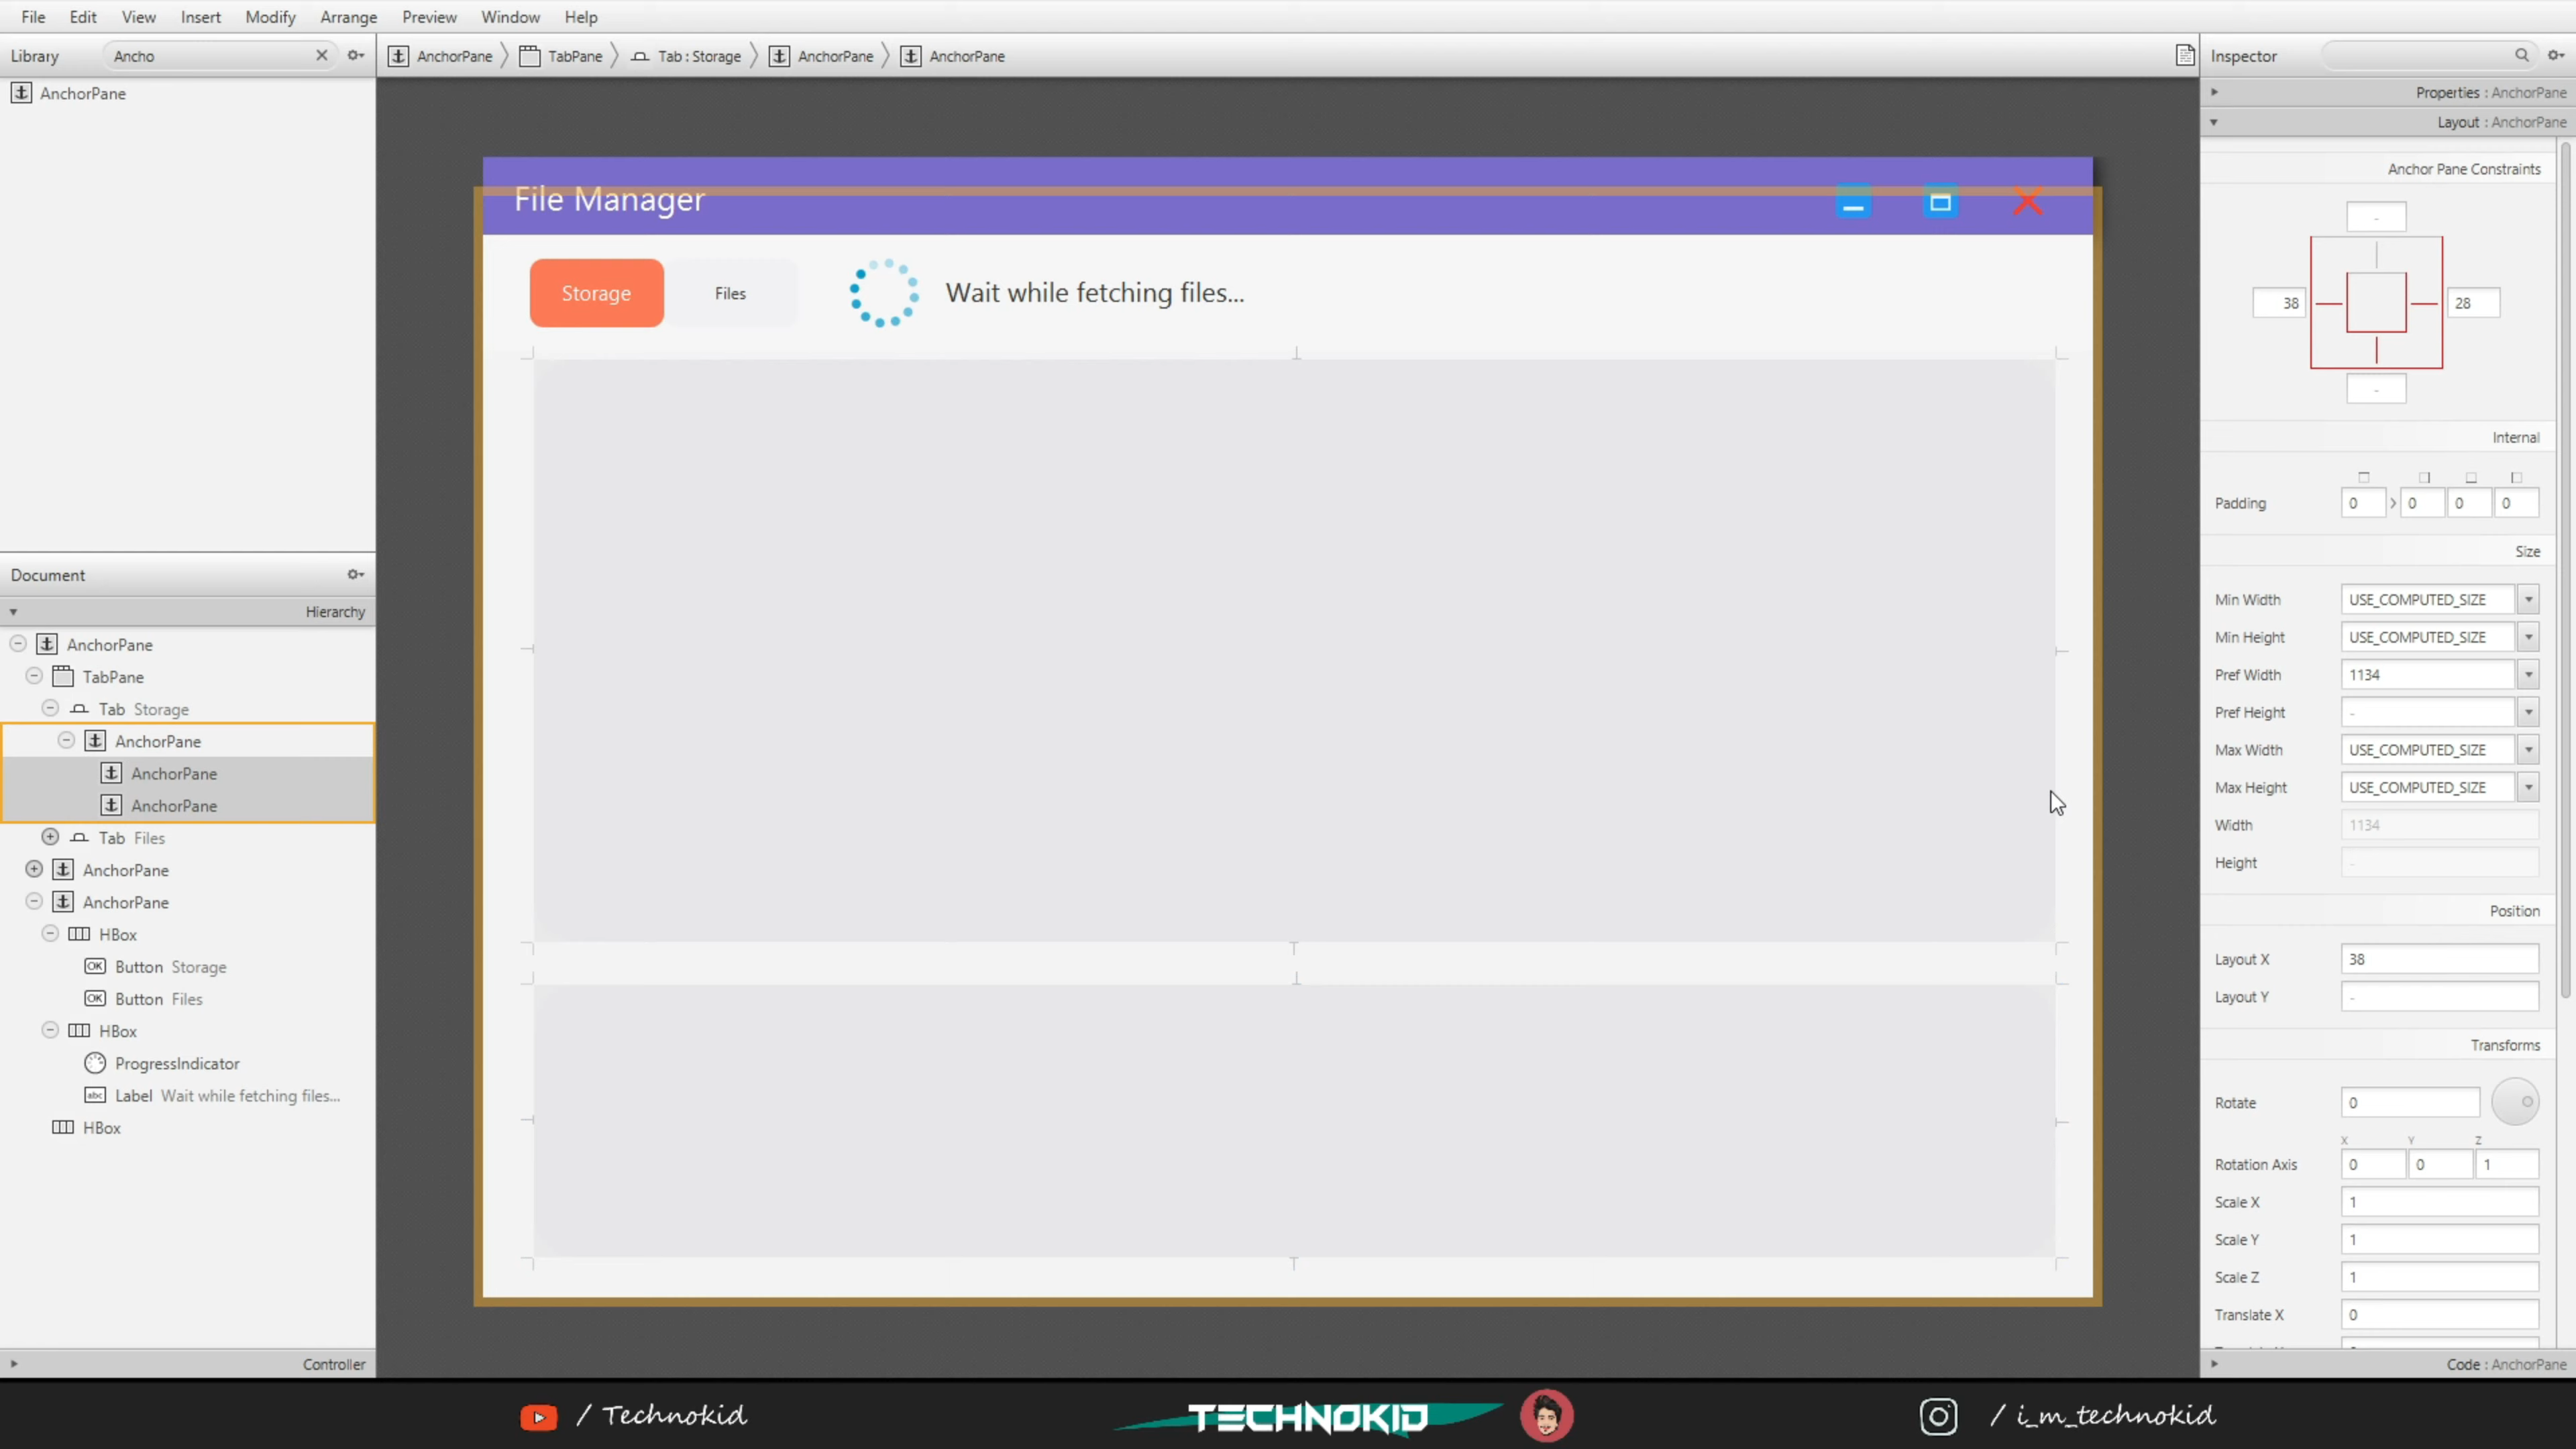 File Edit View Insert Modify Arrange Preview Window Help
Library Ancho
AnchorPane TabPane Tab : Storage AnchorPane AnchorPane
Inspector
AnchorPane
Properties : AnchorPane
Layout : AnchorPane
Anchor Pane Constraints
-
38 28
-
Internal
Padding 0 0 0 0
Size
Min Width USE_COMPUTED_SIZE
Min Height USE_COMPUTED_SIZE
Pref Width 1134
Pref Height -
Max Width USE_COMPUTED_SIZE
Max Height USE_COMPUTED_SIZE
Width 1134
Height -
Position
Layout X 38
Layout Y -
Transforms
Rotate 0
X Y Z
Rotation Axis 0 0 1
Scale X 1
Scale Y 1
Scale Z 1
Translate X 0
Code : AnchorPane
File Manager
Storage Files Wait while fetching files...
Document
Hierarchy
AnchorPane
TabPane
Tab Storage
AnchorPane
AnchorPane
AnchorPane
Tab Files
AnchorPane
AnchorPane
HBox
OK Button Storage
OK Button Files
HBox
ProgressIndicator
abc Label Wait while fetching files...
HBox
Controller
/ Technokid
TECHNOKID
/ i_m_technokid